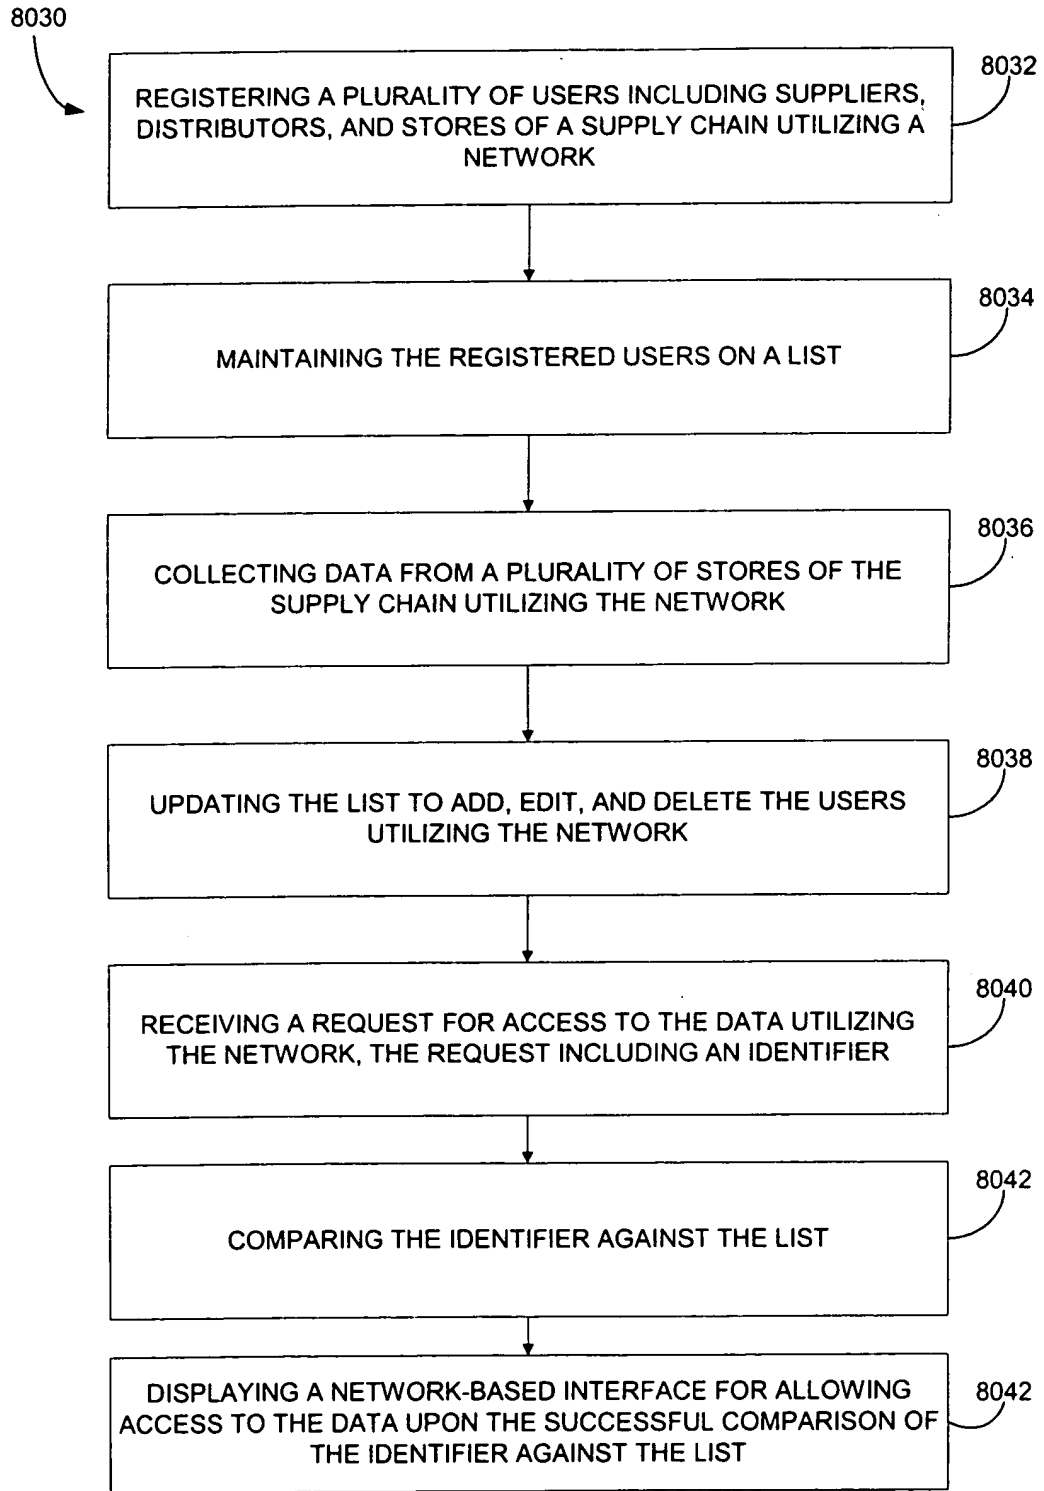 8030
8032
REGISTERING A PLURALITY OF USERS INCLUDING SUPPLIERS,
DISTRIBUTORS, AND STORES OF A SUPPLY CHAIN UTILIZING A
NETWORK
8034
MAINTAINING THE REGISTERED USERS ON A LIST
8036
COLLECTING DATA FROM A PLURALITY OF STORES OF THE
SUPPLY CHAIN UTILIZING THE NETWORK
8038
UPDATING THE LIST TO ADD, EDIT, AND DELETE THE USERS
UTILIZING THE NETWORK
8040
RECEIVING A REQUEST FOR ACCESS TO THE DATA UTILIZING
THE NETWORK, THE REQUEST INCLUDING AN IDENTIFIER
8042
COMPARING THE IDENTIFIER AGAINST THE LIST
8042
DISPLAYING A NETWORK-BASED INTERFACE FOR ALLOWING
ACCESS TO THE DATA UPON THE SUCCESSFUL COMPARISON OF
THE IDENTIFIER AGAINST THE LIST